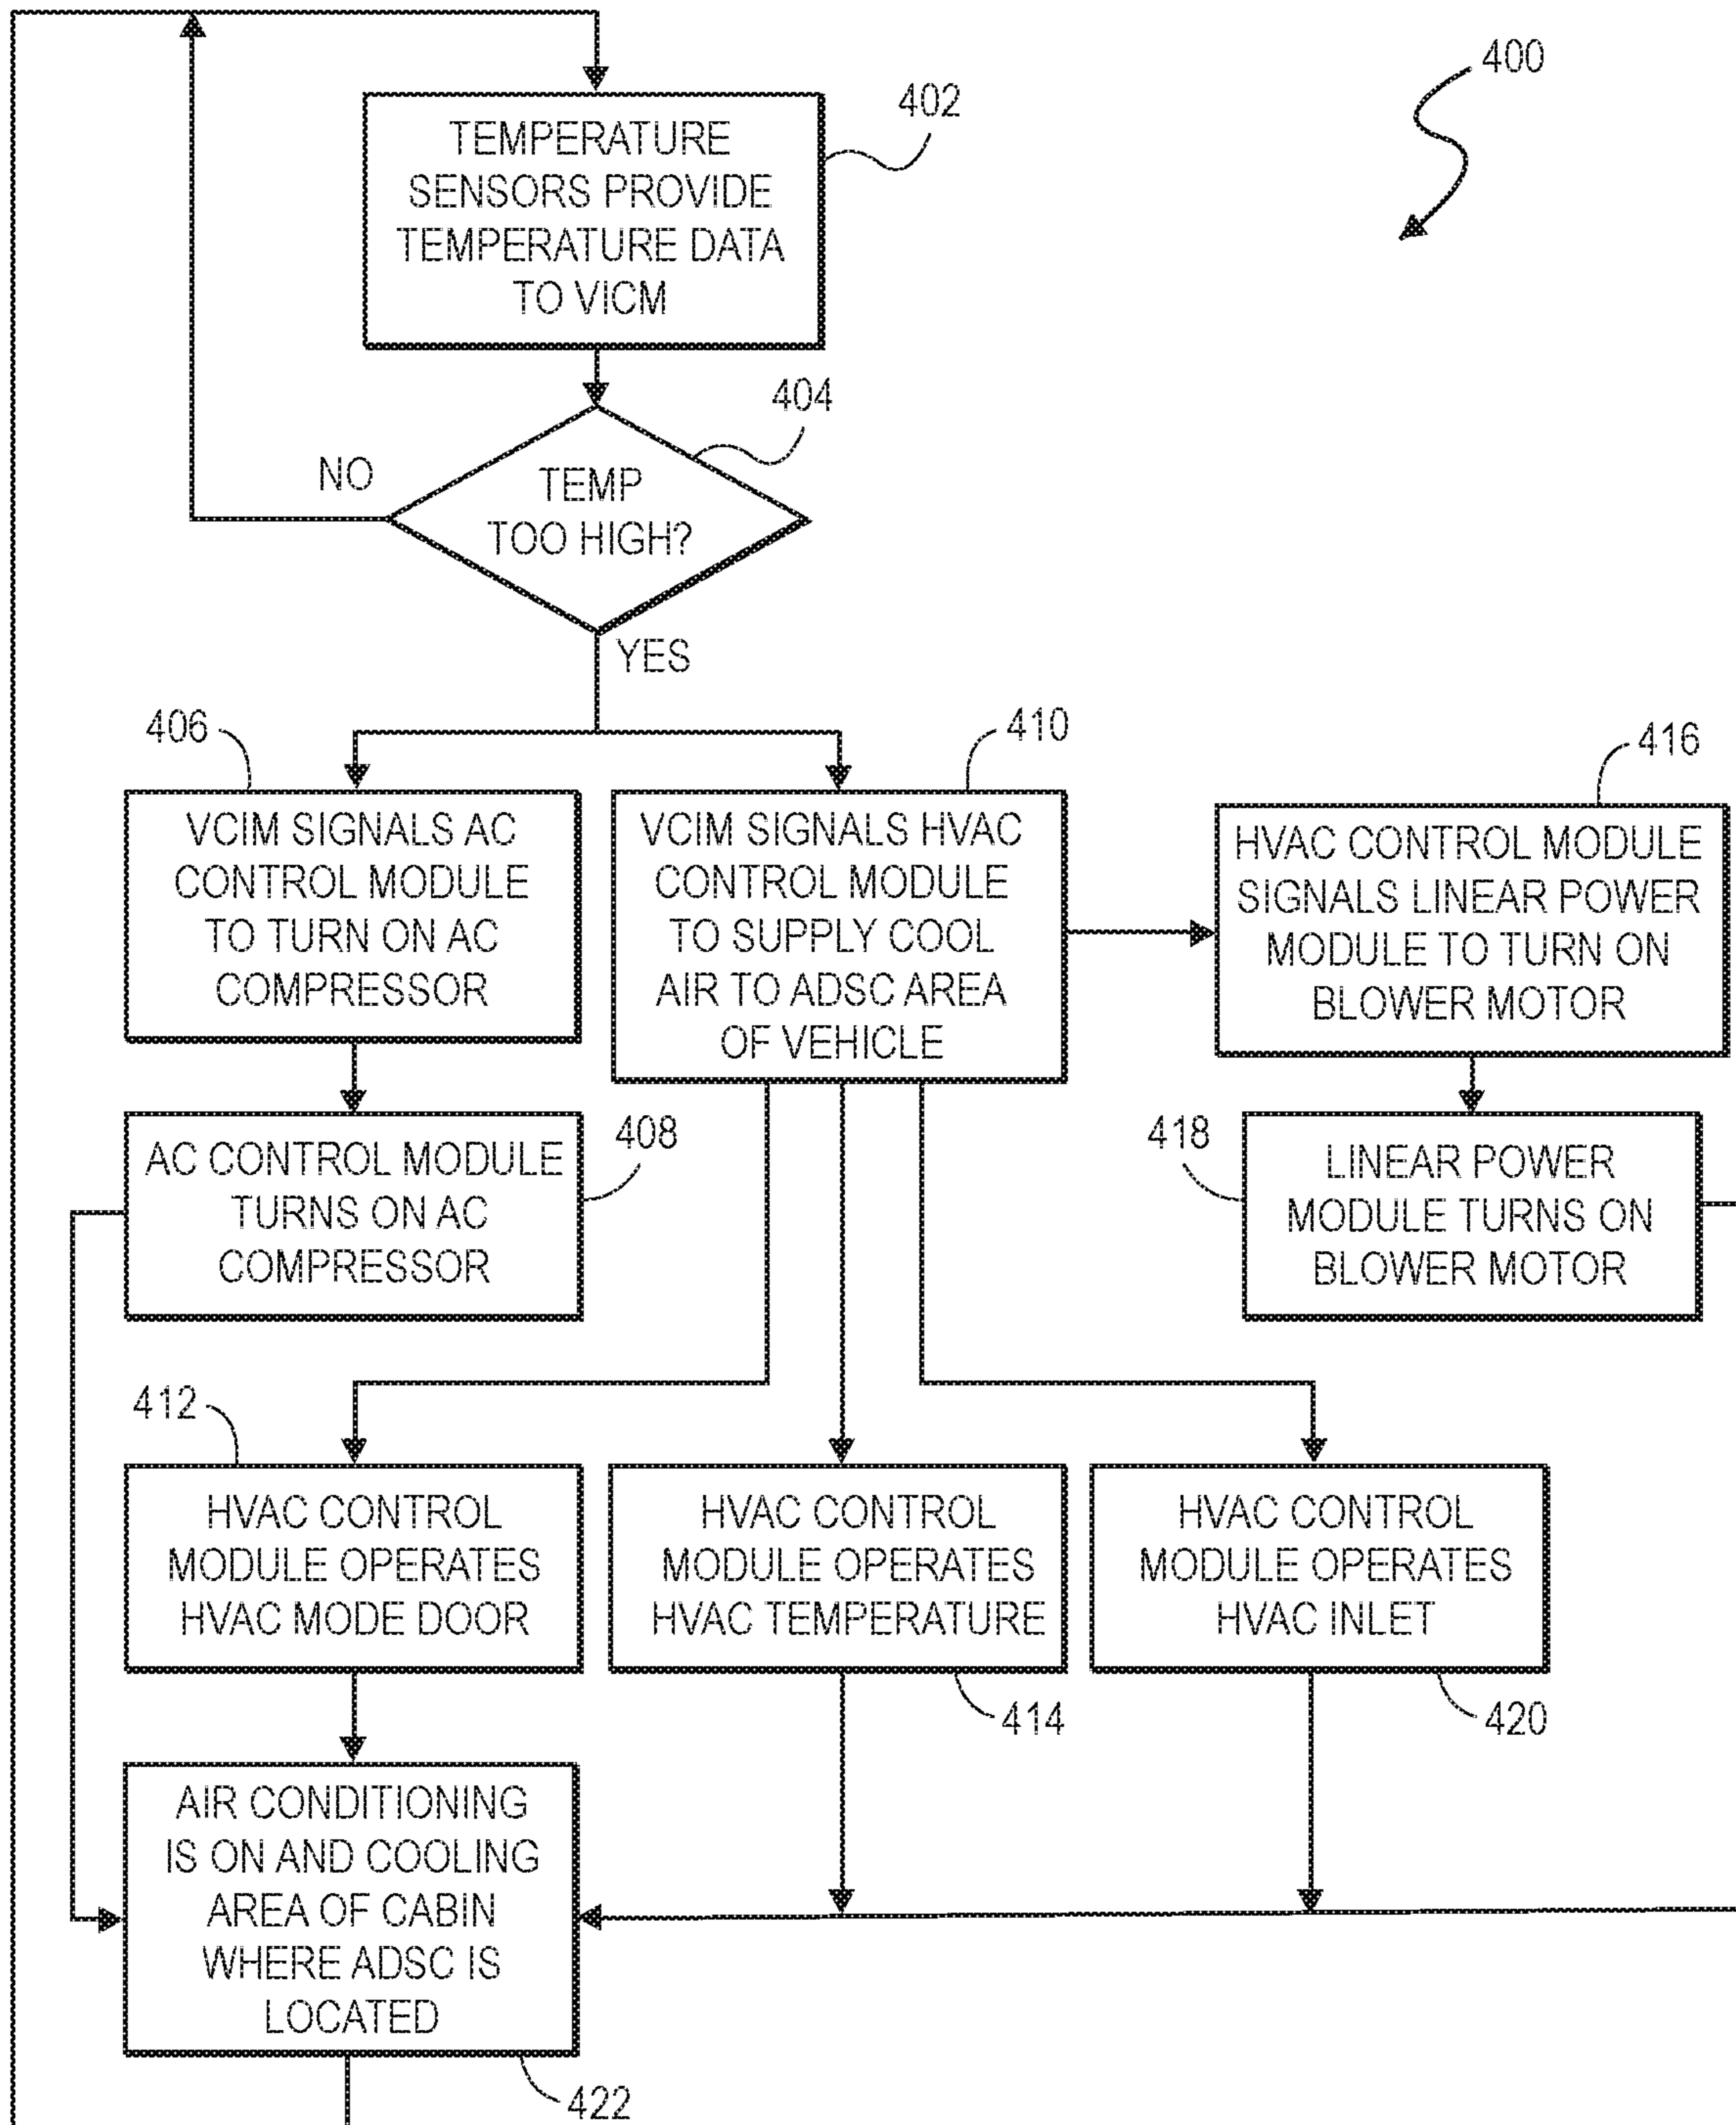 400
402
TEMPERATURE
SENSORS PROVIDE
TEMPERATURE DATA
TO VICM
404
NO
TEMP
TOO HIGH?
YES
406
VCIM SIGNALS AC
CONTROL MODULE
TO TURN ON AC
COMPRESSOR
410
VCIM SIGNALS HVAC
CONTROL MODULE
TO SUPPLY COOL
AIR TO ADSC AREA
OF VEHICLE
416
HVAC CONTROL MODULE
SIGNALS LINEAR POWER
MODULE TO TURN ON
BLOWER MOTOR
AC CONTROL MODULE
TURNS ON AC
COMPRESSOR
408
418
LINEAR POWER
MODULE TURNS ON
BLOWER MOTOR
412
HVAC CONTROL
MODULE OPERATES
HVAC MODE DOOR
HVAC CONTROL
MODULE OPERATES
HVAC TEMPERATURE
414
HVAC CONTROL
MODULE OPERATES
HVAC INLET
420
AIR CONDITIONING
IS ON AND COOLING
AREA OF CABIN
WHERE ADSC IS
LOCATED
422